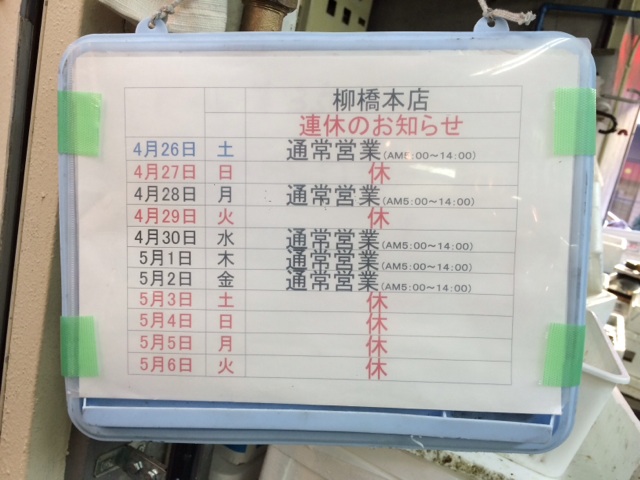 柳橋本店
連休のお知らせ
4月26日 土 通常営業(AM5:00～14:00)
4月27日 日 休
4月28日 月 通常営業(AM5:00～14:00)
4月29日 火 休
4月30日 水 通常営業(AM5:00～14:00)
5月1日 木 通常営業(AM5:00～14:00)
5月2日 金 通常営業(AM5:00～14:00)
5月3日 土 休
5月4日 日 休
5月5日 月 休
5月6日 火 休